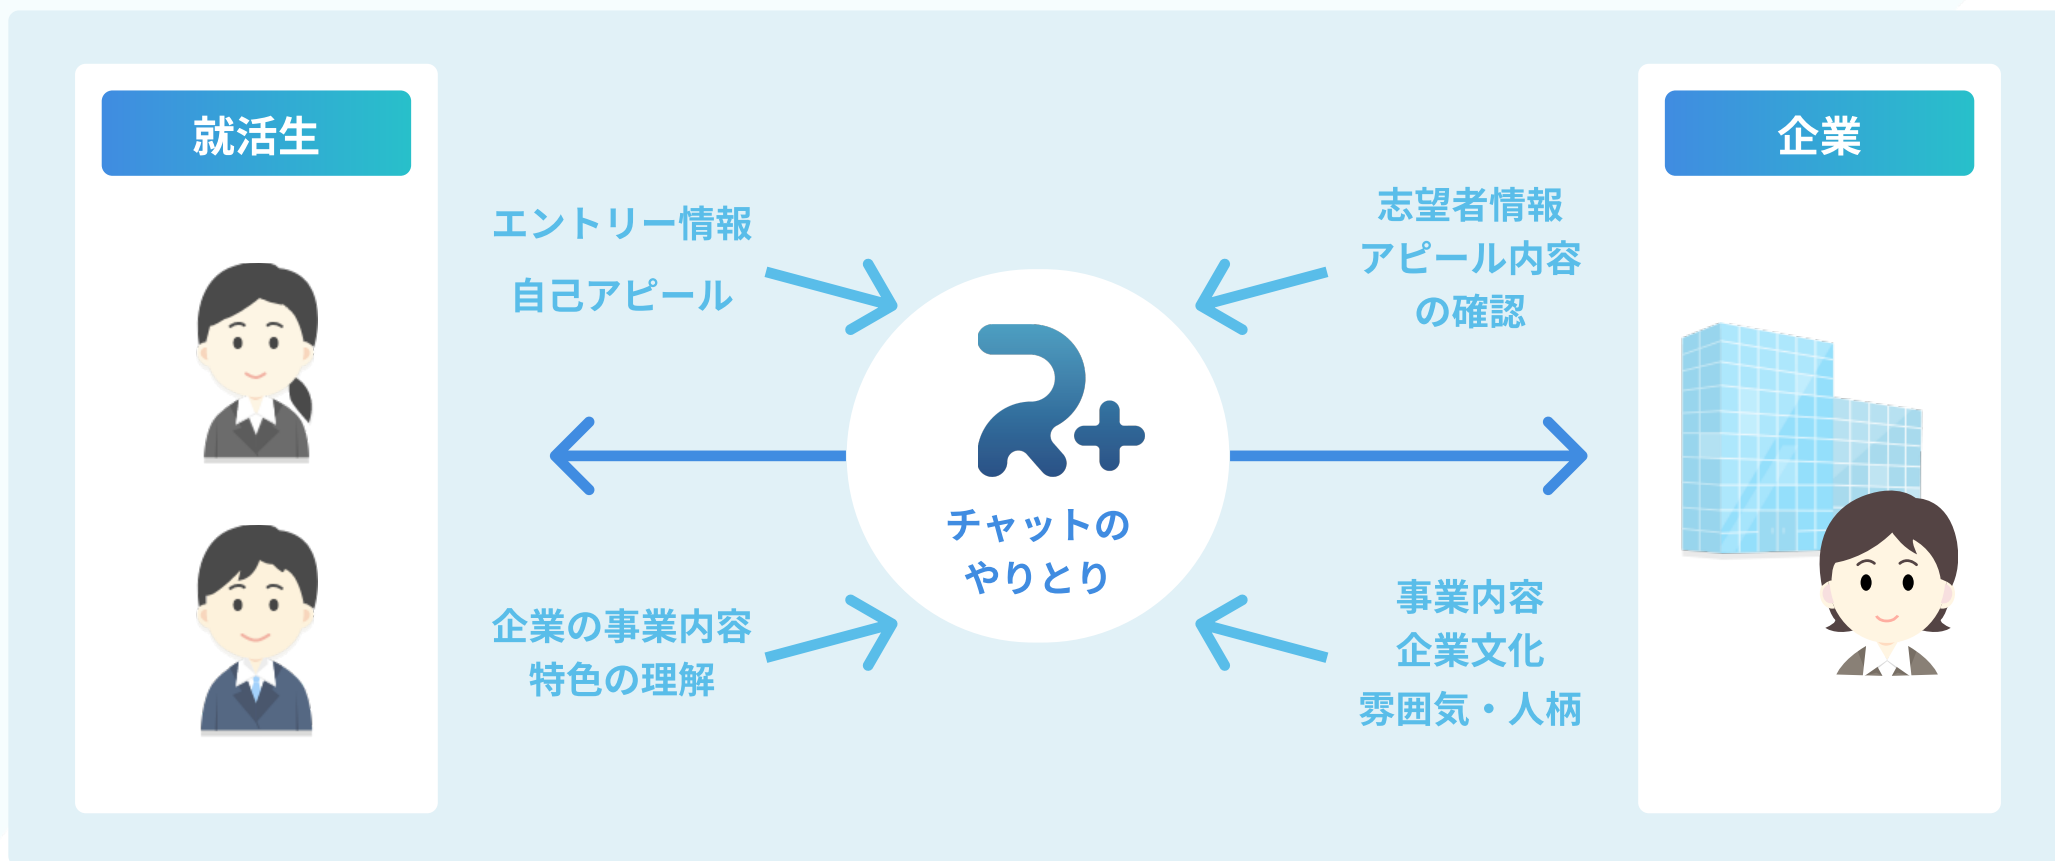 就活生
エントリー情報
自己アピール
企業の事業内容
特色の理解
R+
チャットの
やりとり
企業
志望者情報
アピール内容
の確認
事業内容
企業文化
雰囲気・人柄